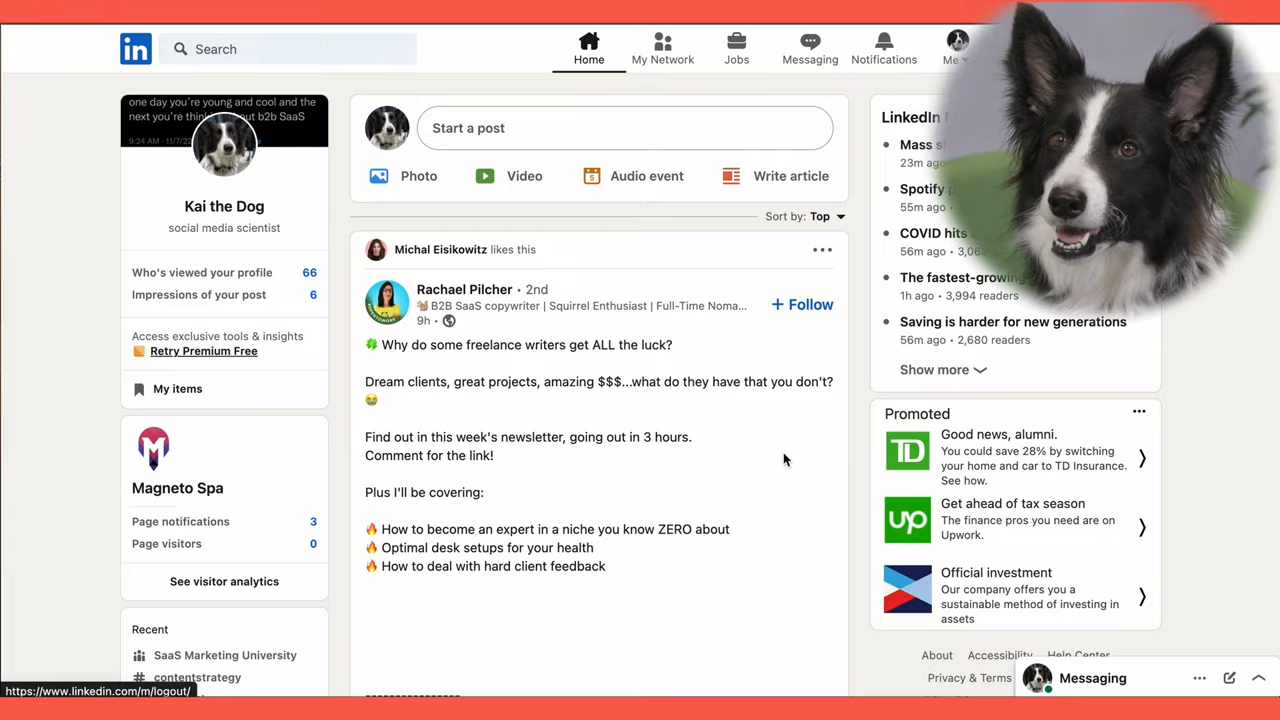 in
Search
Home
My Network
Jobs
Messaging
Notifications
Me
one day you're young and cool and the
next you're
out b2b SaaS
9:24 AM · 11/7/22
Kai the Dog
social media scientist
Who's viewed your profile 66
Impressions of your post 6
Access exclusive tools & insights
Retry Premium Free
My items
Magneto Spa
Page notifications 3
Page visitors 0
See visitor analytics
Recent
SaaS Marketing University
# contentstrategy
https://www.linkedin.com/m/logout/
Start a post
Photo
Video
5
Audio event
Write article
Sort by: Top
Michal Eisikowitz likes this
Rachael Pilcher • 2nd
🐿️ B2B SaaS copywriter | Squirrel Enthusiast | Full-Time Noma...
9h •
+ Follow
🍀 Why do some freelance writers get ALL the luck?
Dream clients, great projects, amazing $$$...what do they have that you don't?
😭
Find out in this week's newsletter, going out in 3 hours.
Comment for the link!
Plus I'll be covering:
🔥 How to become an expert in a niche you know ZERO about
🔥 Optimal desk setups for your health
🔥 How to deal with hard client feedback
LinkedIn
Mass
23m ago
Spotify
55m ago
COVID hits
56m ago • 3,06
The fastest-growing
1h ago • 3,994 readers
Saving is harder for new generations
56m ago • 2,680 readers
Show more
Promoted
TD
Good news, alumni.
You could save 28% by switching
your home and car to TD Insurance.
See how.
up
Get ahead of tax season
The finance pros you need are on
Upwork.
Official investment
Our company offers you a
sustainable method of investing in
assets
About Accessibility Help Center
Privacy & Terms
Messaging